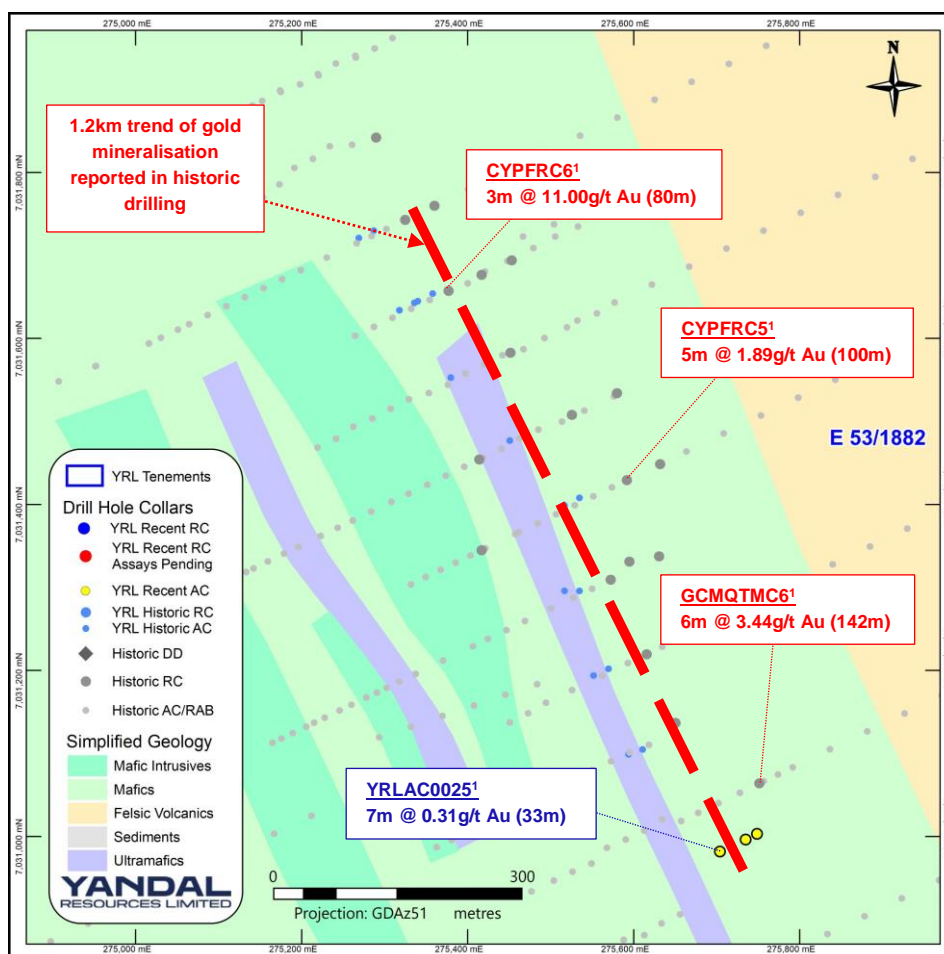 275,000 mE
275,200 mE
275,400 mE
275,600 mE
275,800 mE
N
1.2km trend of gold
mineralisation
reported in historic
drilling
CYPFRC6¹
3m @ 11.00g/t Au (80m)
7,031,800 mN
7,031,600 mN
CYPFRC5¹
5m @ 1.89g/t Au (100m)
E 53/1882
YRL Tenements
Drill Hole Collars
YRL Recent RC
YRL Recent RC
Assays Pending
YRL Recent AC
YRL Historic RC
YRL Historic AC
Historic DD
Historic RC
Historic AC/RAB
Simplified Geology
Mafic Intrusives
Mafics
Felsic Volcanics
Sediments
Ultramafics
YANDAL
RESOURCES LIMITED
7,031,400 mN
GCMQTMC6¹
6m @ 3.44g/t Au (142m)
7,031,200 mN
YRLAC0025¹
7m @ 0.31g/t Au (33m)
7,031,000 mN
0 300
Projection: GDAz51 metres
275,000 mE
275,200 mE
275,400 mE
275,600 mE
275,800 mE